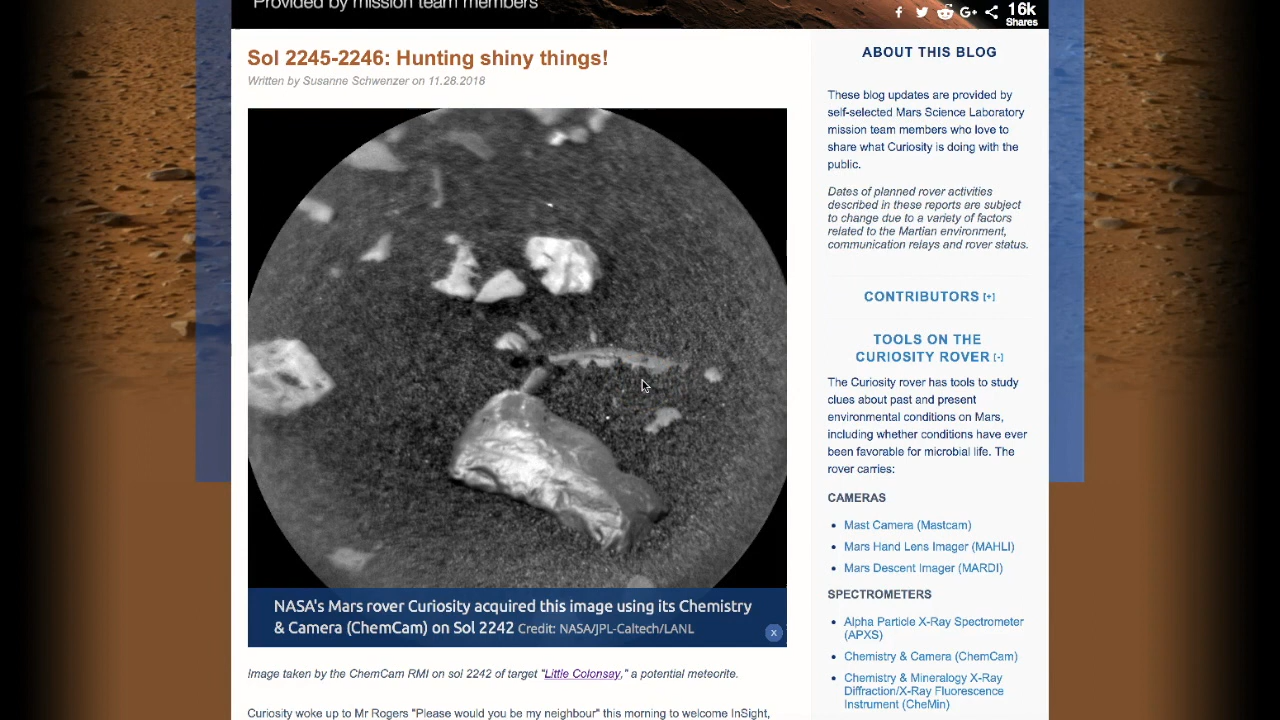 Provided by mission team members
16k
Shares
Sol 2245-2246: Hunting shiny things!
Written by Susanne Schwenzer on 11.28.2018
NASA's Mars rover Curiosity acquired this image using its Chemistry
& Camera (ChemCam) on Sol 2242 Credit: NASA/JPL-Caltech/LANL
x
Image taken by the ChemCam RMI on sol 2242 of target "Little Colonsay," a potential meteorite.
Curiosity woke up to Mr Rogers "Please would you be my neighbour" this morning to welcome InSight,
ABOUT THIS BLOG
These blog updates are provided by
self-selected Mars Science Laboratory
mission team members who love to
share what Curiosity is doing with the
public.
Dates of planned rover activities
described in these reports are subject
to change due to a variety of factors
related to the Martian environment,
communication relays and rover status.
CONTRIBUTORS [+]
TOOLS ON THE
CURIOSITY ROVER [-]
The Curiosity rover has tools to study
clues about past and present
environmental conditions on Mars,
including whether conditions have ever
been favorable for microbial life. The
rover carries:
CAMERAS
Mast Camera (Mastcam)
Mars Hand Lens Imager (MAHLI)
Mars Descent Imager (MARDI)
SPECTROMETERS
Alpha Particle X-Ray Spectrometer
(APXS)
Chemistry & Camera (ChemCam)
Chemistry & Mineralogy X-Ray
Diffraction/X-Ray Fluorescence
Instrument (CheMin)